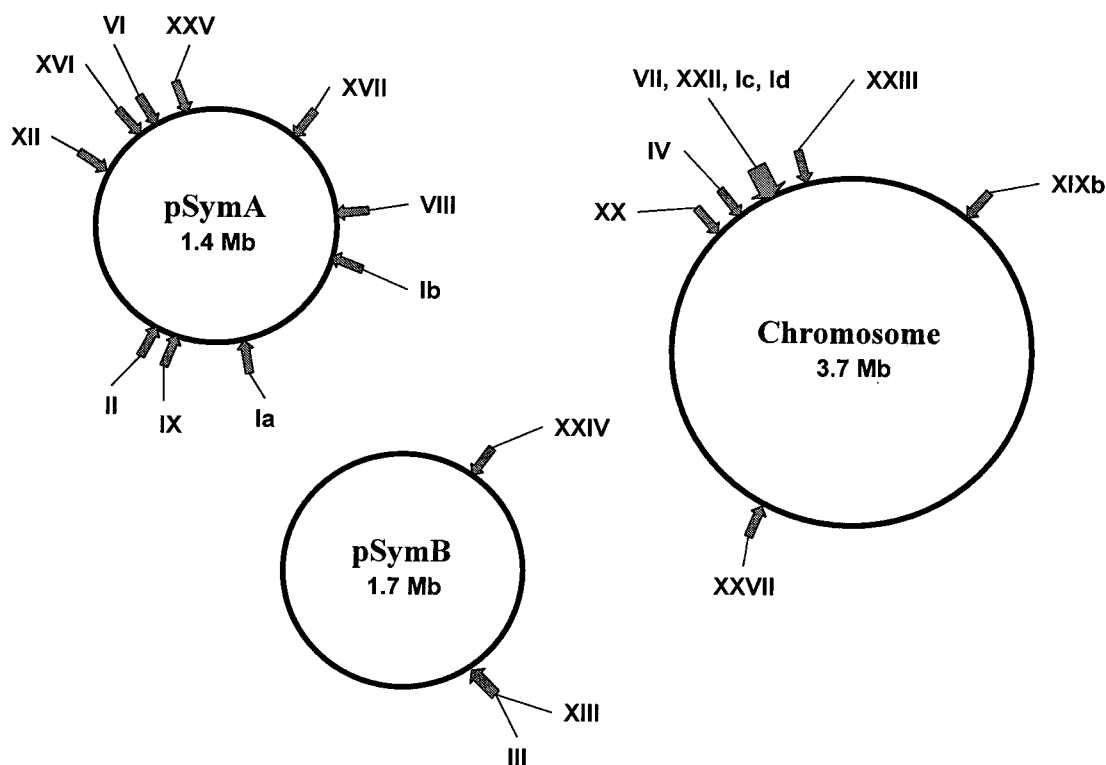 VI
XXV
XVI
XVII
XII
pSymA
1.4 Mb
VIII
Ib
II
IX
Ia
VII, XXII, Ic, Id
XXIII
IV
XX
XIXb
Chromosome
3.7 Mb
XXVII
XXIV
pSymB
1.7 Mb
XIII
III